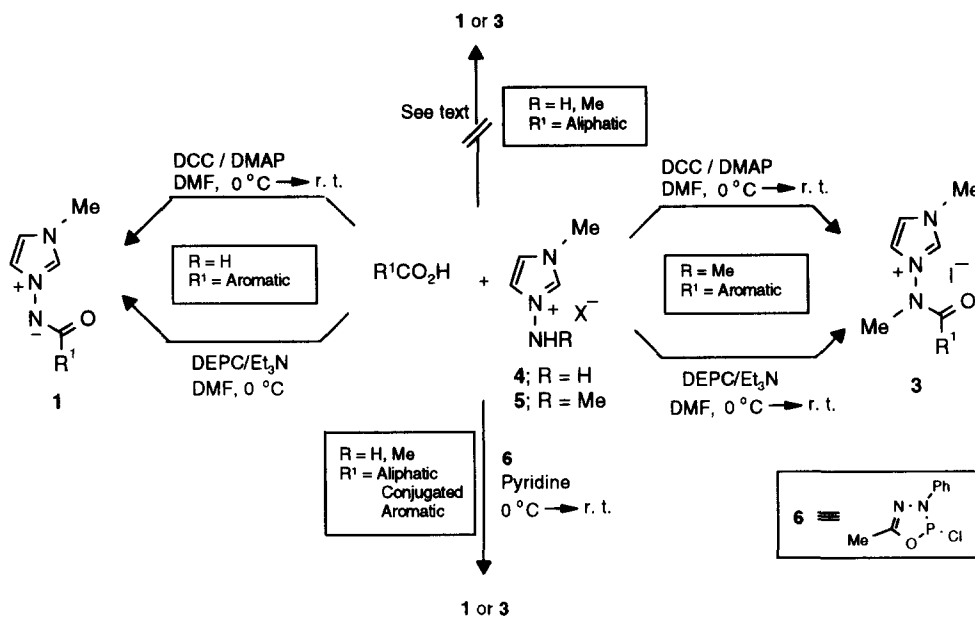 1 or 3
See text
R = H, Me
R¹ = Aliphatic
DCC / DMAP
DMF, 0 °C → r. t.
DCC / DMAP
DMF, 0 °C → r. t.
Me
N
N
+
N
−
O
R¹
1
R = H
R¹ = Aromatic
DEPC/Et₃N
DMF, 0 °C
R¹CO₂H
+
Me
N
N
+
X⁻
NHR
4; R = H
5; R = Me
R = Me
R¹ = Aromatic
DEPC/Et₃N
DMF, 0 °C → r. t.
Me
N
N
+
I⁻
N
O
Me
R¹
3
R = H, Me
R¹ = Aliphatic
Conjugated
Aromatic
6
Pyridine
0 °C → r. t.
1 or 3
6 ≡
Ph
N
N
Me
O
P
Cl